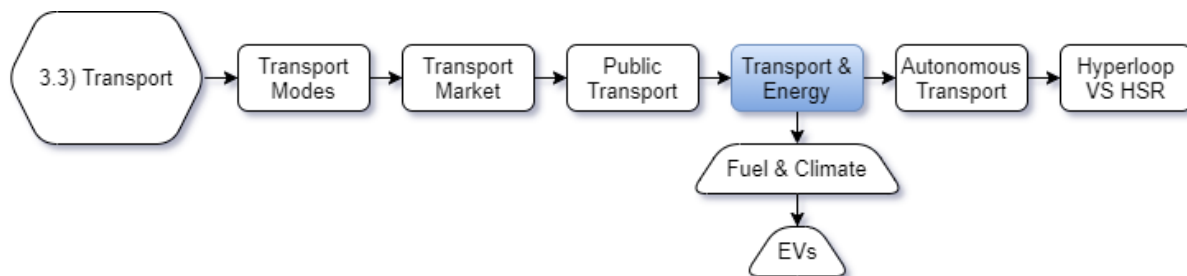 3.3) Transport
Transport
Modes
Transport
Market
Public
Transport
Transport &
Energy
Autonomous
Transport
Hyperloop
VS HSR
Fuel & Climate
EVs